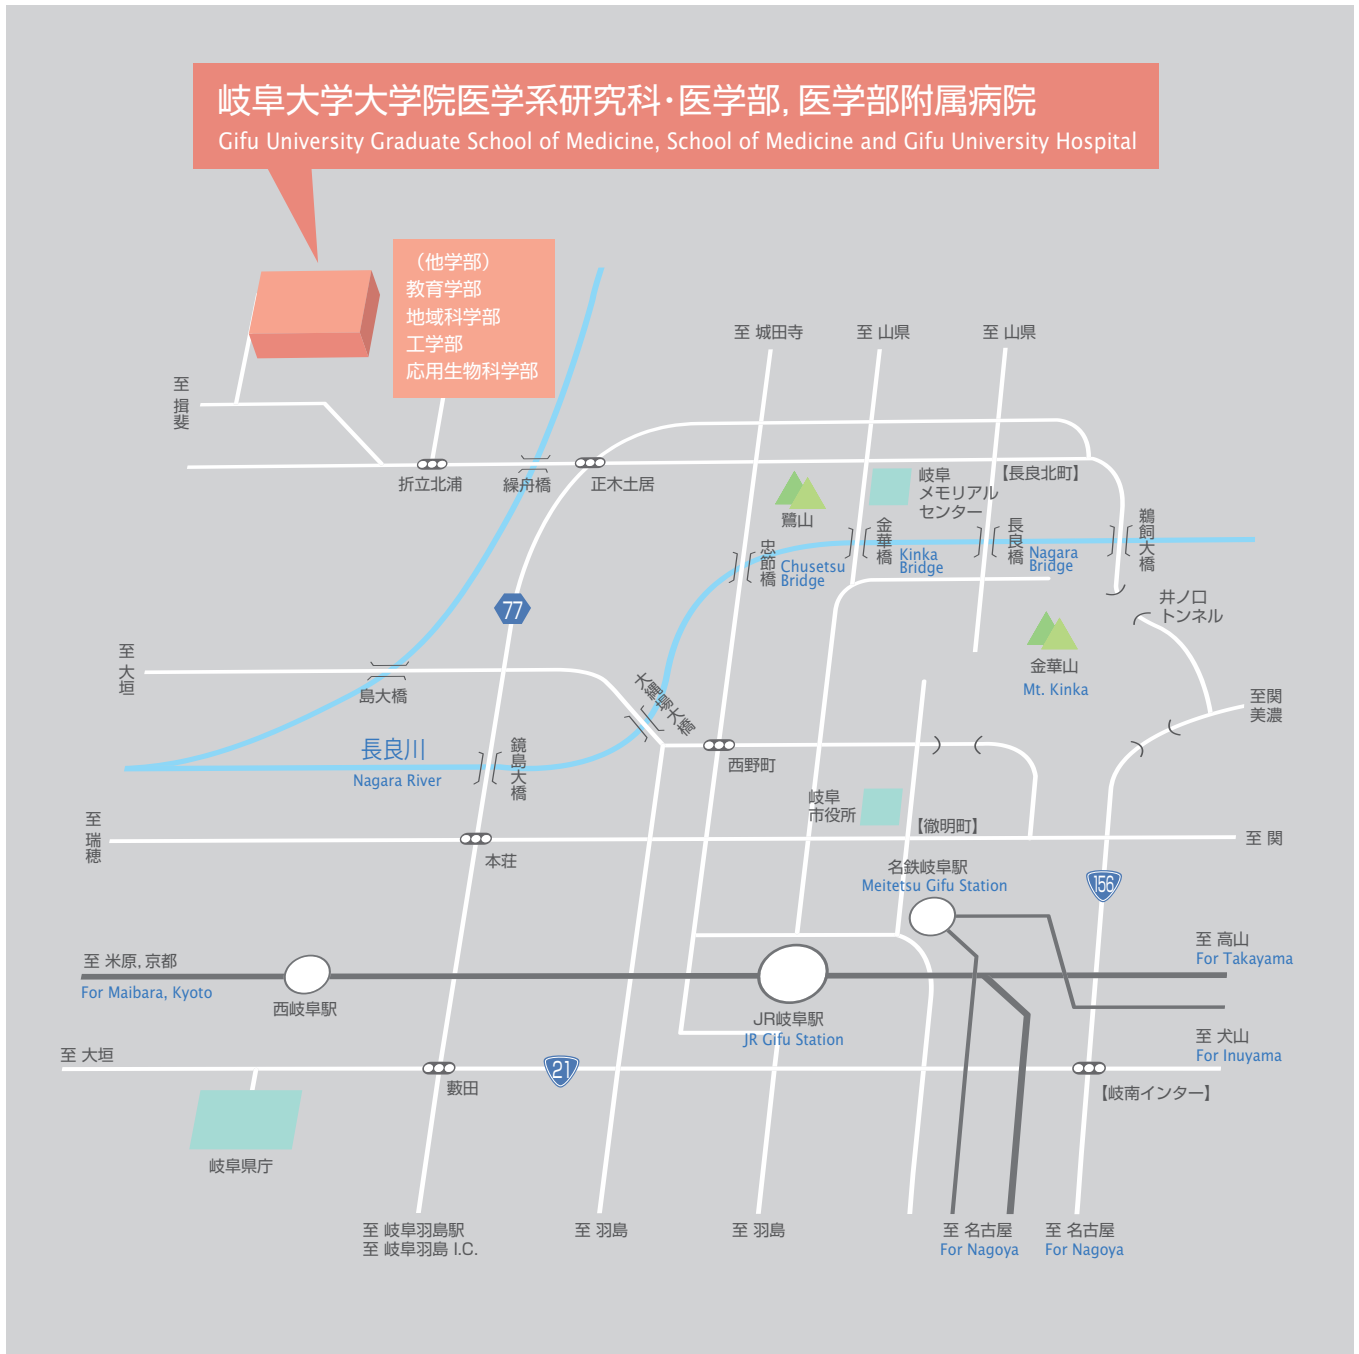 岐阜大学大学院医学系研究科・医学部,医学部附属病院
Gifu University Graduate School of Medicine, School of Medicine and Gifu University Hospital
（他学部）
教育学部
地域科学部
工学部
応用生物科学部
至 城田寺
至 山県
至 山県
至 揖斐
折立北浦
繰舟橋
正木土居
鷺山
岐阜
メモリアル
センター
【長良北町】
忠節橋
Chusetsu
Bridge
金華橋
Kinka
Bridge
長良橋
Nagara
Bridge
鵜飼大橋
井ノ口
トンネル
77
至 大垣
島大橋
大縄場大橋
金華山
Mt. Kinka
至関
美濃
長良川
Nagara River
鏡島大橋
西野町
岐阜
市役所
【徹明町】
至 瑞穂
至 関
本荘
名鉄岐阜駅
Meitetsu Gifu Station
156
至 米原,京都
For Maibara, Kyoto
西岐阜駅
JR岐阜駅
JR Gifu Station
至 高山
For Takayama
至 犬山
For Inuyama
至 大垣
藪田
21
【岐南インター】
岐阜県庁
至 岐阜羽島駅
至 岐阜羽島 I.C.
至 羽島
至 羽島
至 名古屋
For Nagoya
至 名古屋
For Nagoya